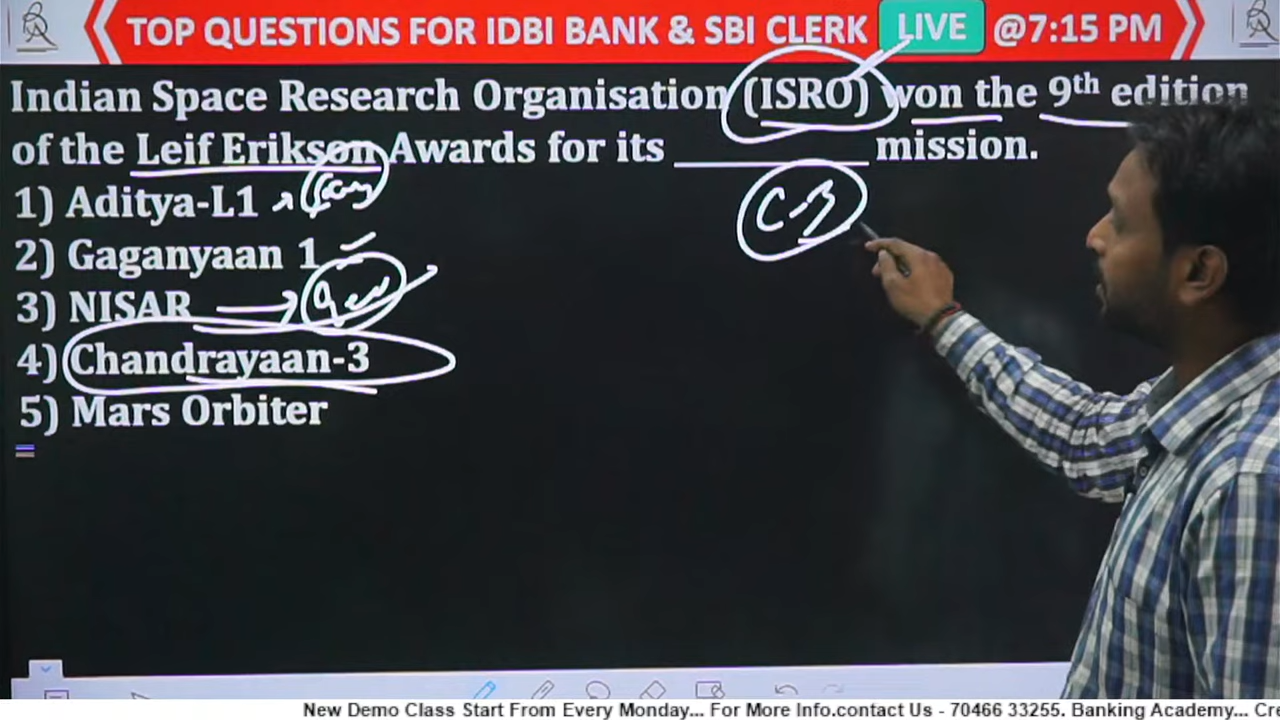 TOP QUESTIONS FOR IDBI BANK & SBI CLERK LIVE @7:15 PM
Indian Space Research Organisation (ISRO) won the 9th edition
of the Leif Erikson Awards for its __________ mission.
C-3
1) Aditya-L1
2) Gaganyaan 1
3) NISAR
4) Chandrayaan-3
5) Mars Orbiter
New Demo Class Start From Every Monday... For More Info.contact Us - 70466 33255. Banking Academy... Cre